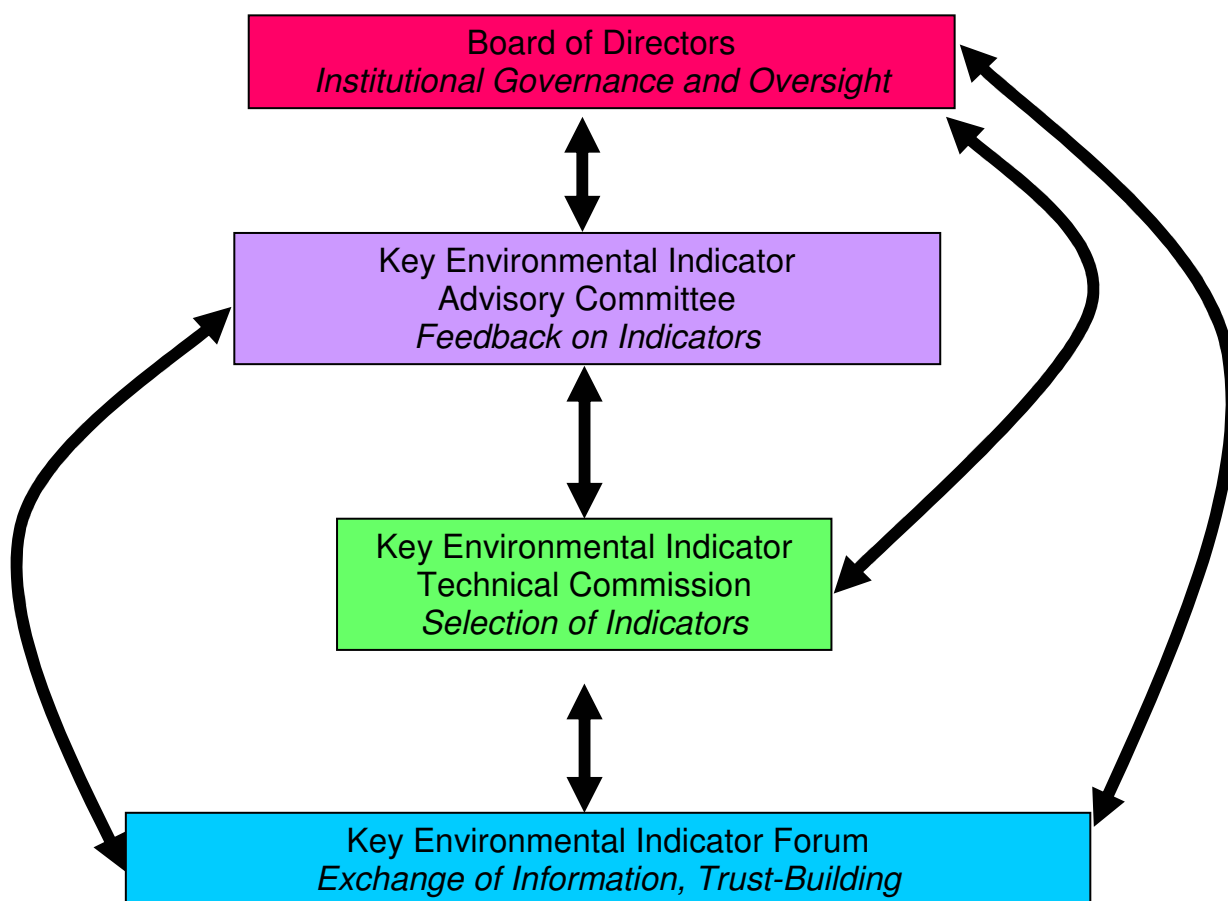 Board of Directors
Institutional Governance and Oversight
Key Environmental Indicator
Advisory Committee
Feedback on Indicators
Key Environmental Indicator
Technical Commission
Selection of Indicators
Key Environmental Indicator Forum
Exchange of Information, Trust-Building